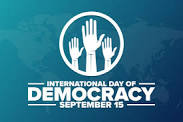 INTERNATIONAL DAY OF
DEMOCRACY
SEPTEMBER 15